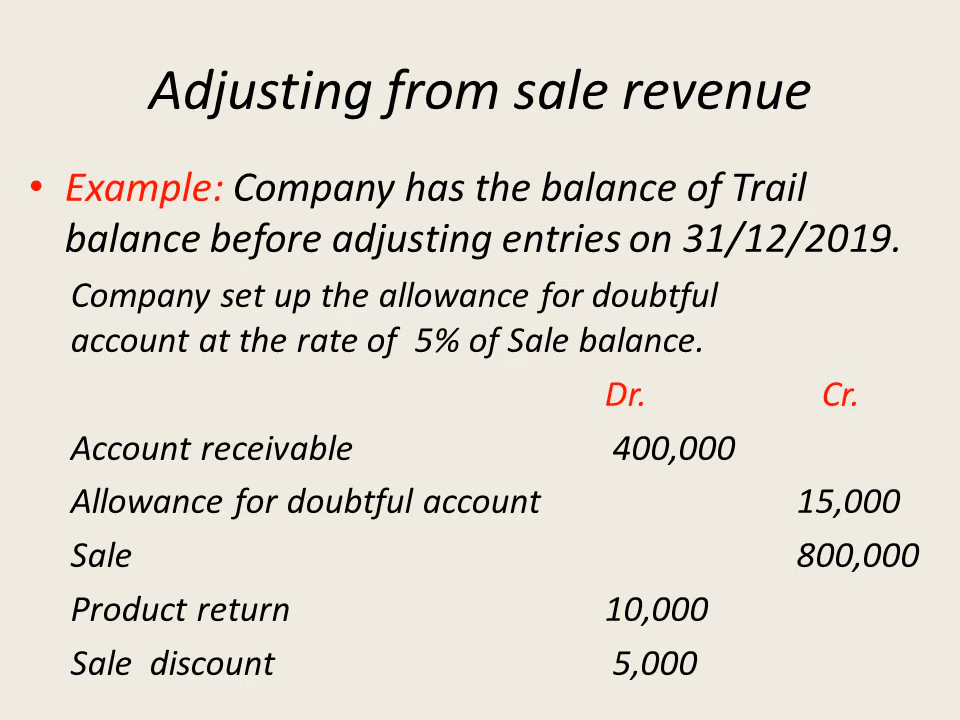 Adjusting from sale revenue
• Example: Company has the balance of Trail
balance before adjusting entries on 31/12/2019.
Company set up the allowance for doubtful
account at the rate of 5% of Sale balance.
Dr. Cr.
Account receivable 400,000
Allowance for doubtful account 15,000
Sale 800,000
Product return 10,000
Sale discount 5,000